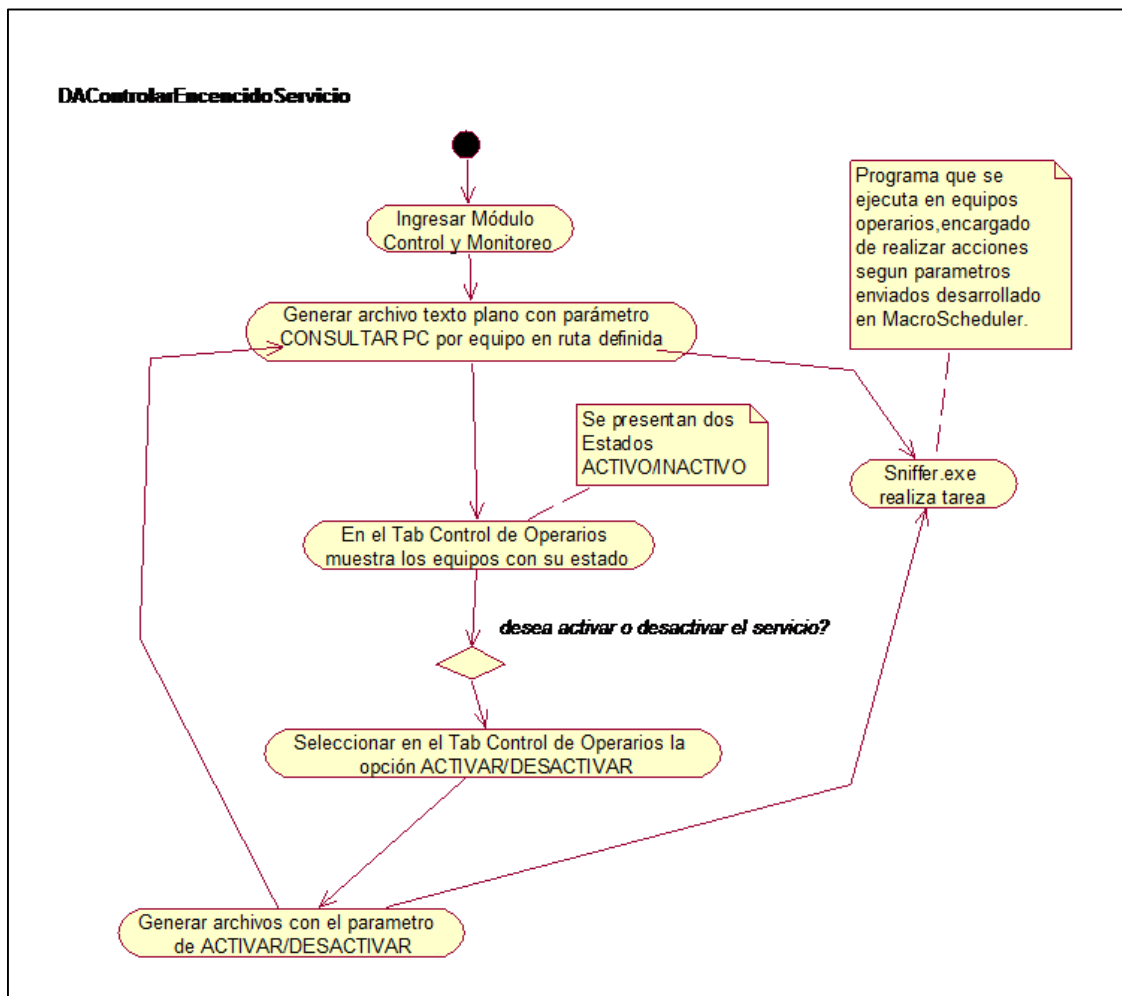 DAControlarEncencidoServicio
Ingresar Módulo
Control y Monitoreo
Generar archivo texto plano con parámetro
CONSULTAR PC por equipo en ruta definida
Programa que se
ejecuta en equipos
operarios,encargado
de realizar acciones
segun parametros
enviados desarrollado
en MacroScheduler.
Se presentan dos
Estados
ACTIVO/INACTIVO
Sniffer.exe
realiza tarea
En el Tab Control de Operarios
muestra los equipos con su estado
desea activar o desactivar el servicio?
Seleccionar en el Tab Control de Operarios la
opción ACTIVAR/DESACTIVAR
Generar archivos con el parametro
de ACTIVAR/DESACTIVAR